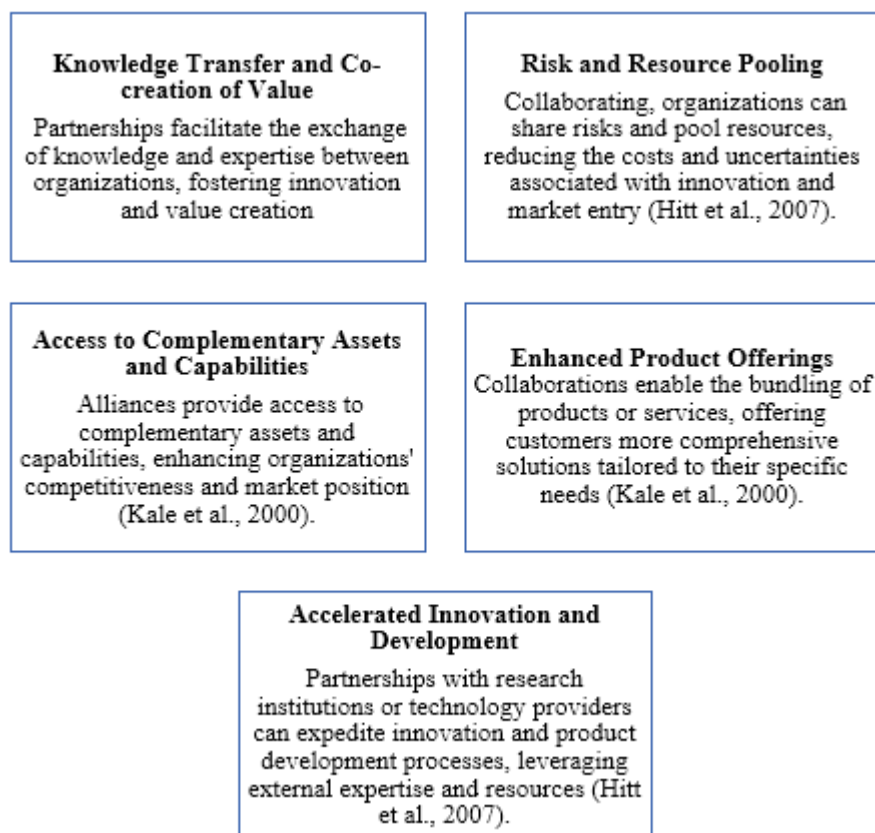 Knowledge Transfer and Co-
creation of Value
Partnerships facilitate the exchange
of knowledge and expertise between
organizations, fostering innovation
and value creation
Risk and Resource Pooling
Collaborating, organizations can
share risks and pool resources,
reducing the costs and uncertainties
associated with innovation and
market entry (Hitt et al., 2007).
Access to Complementary Assets
and Capabilities
Alliances provide access to
complementary assets and
capabilities, enhancing organizations'
competitiveness and market position
(Kale et al., 2000).
Enhanced Product Offerings
Collaborations enable the bundling of
products or services, offering
customers more comprehensive
solutions tailored to their specific
needs (Kale et al., 2000).
Accelerated Innovation and
Development
Partnerships with research
institutions or technology providers
can expedite innovation and product
development processes, leveraging
external expertise and resources (Hitt
et al., 2007).